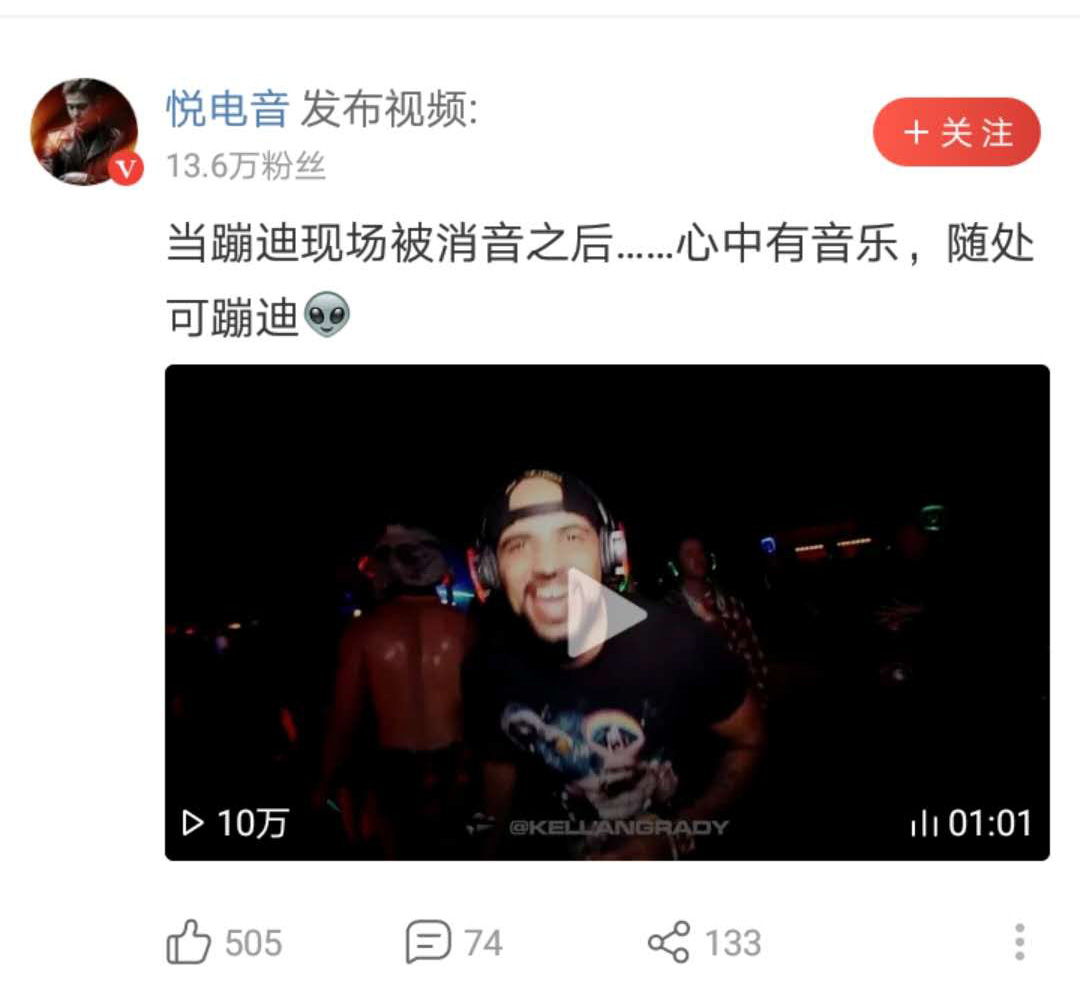 悦电音 发布视频:
+ 关注
13.6万粉丝
V
当蹦迪现场被消音之后……心中有音乐，随处
可蹦迪👽
10万
@KELLANGRADY
01:01
505
74
133